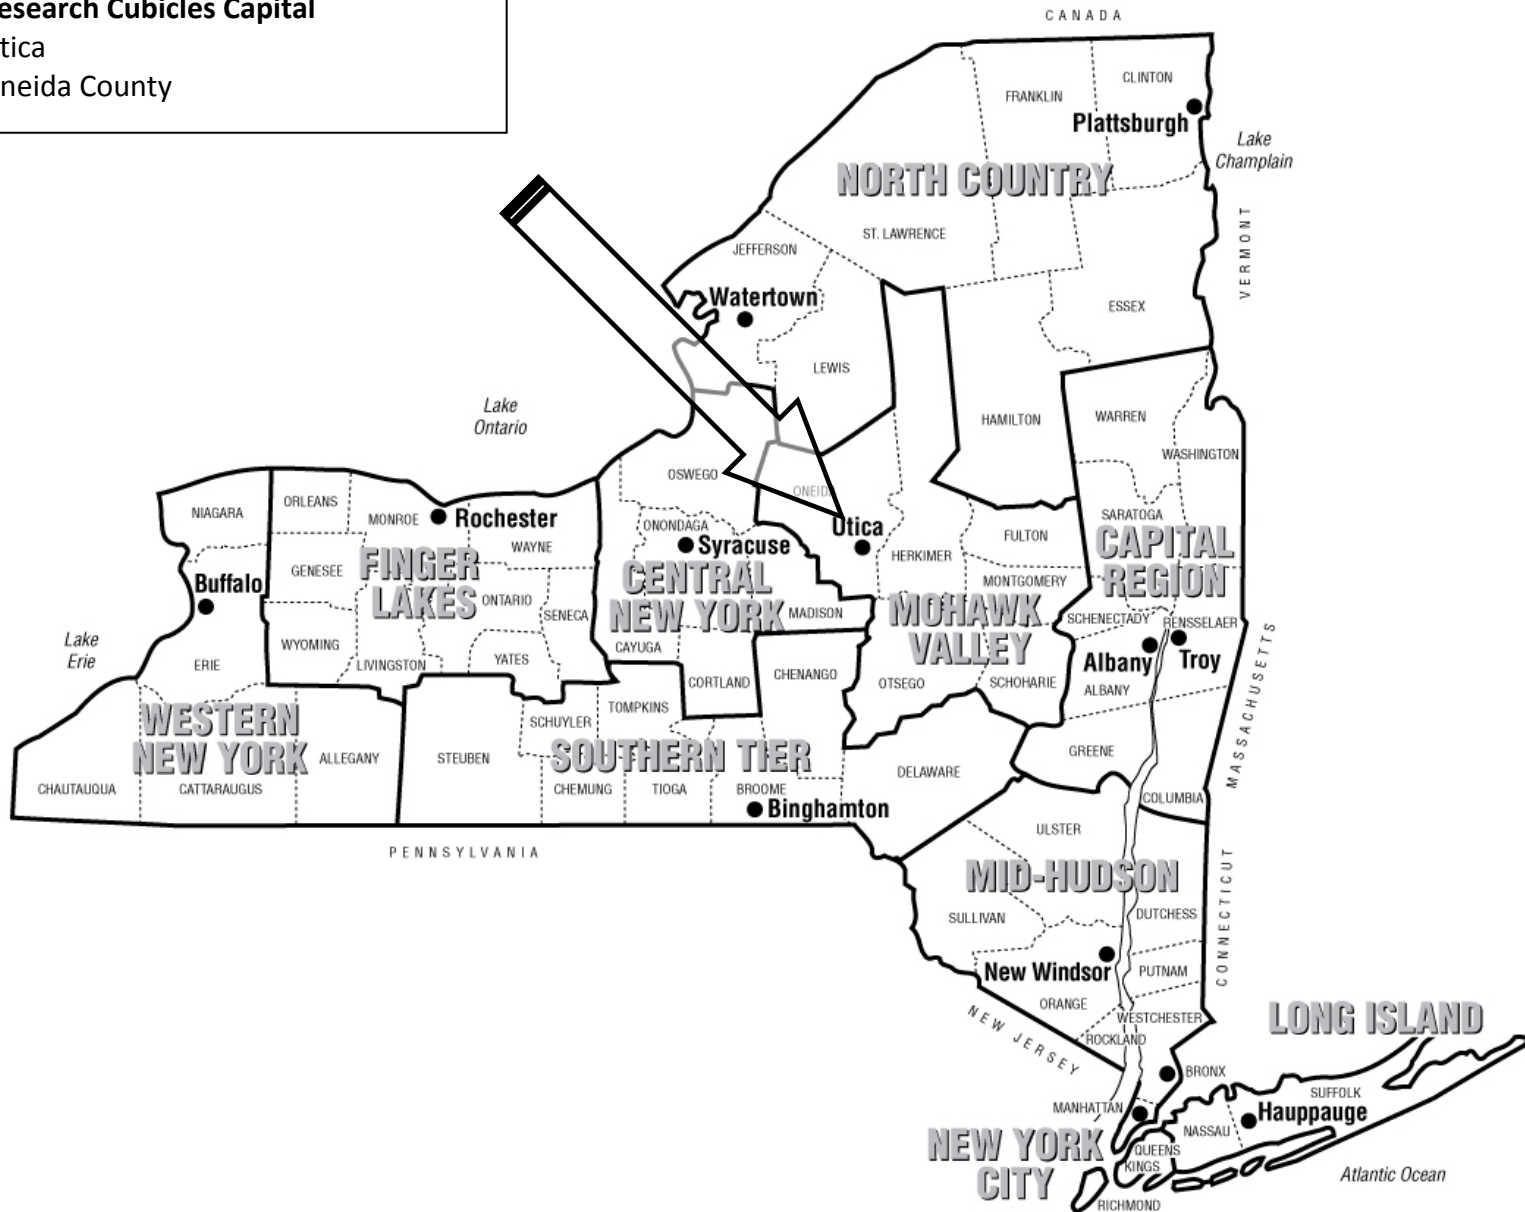 esearch Cubicles Capital
tica
neida County
CANADA
CLINTON
FRANKLIN
Plattsburgh
Lake
Champlain
NORTH COUNTRY
VERMONT
ST. LAWRENCE
JEFFERSON
Watertown
ESSEX
LEWIS
Lake
Ontario
HAMILTON
WARREN
WASHINGTON
OSWEGO
ONEIDA
NIAGARA
ORLEANS
MONROE
Rochester
WAYNE
ONONDAGA
Syracuse
Utica
HERKIMER
FULTON
SARATOGA
CAPITAL
REGION
GENESEE
FINGER
LAKES
Buffalo
ONTARIO
SENECA
CENTRAL
NEW YORK
MADISON
MONTGOMERY
MOHAWK
VALLEY
SCHENECTADY
RENSSELAER
Lake
Erie
ERIE
WYOMING
LIVINGSTON
YATES
CAYUGA
CORTLAND
CHENANGO
OTSEGO
SCHOHARIE
Albany
Troy
ALBANY
MASSACHUSETTS
WESTERN
NEW YORK
ALLEGANY
STEUBEN
SCHUYLER
TOMPKINS
SOUTHERN TIER
CHAUTAUQUA
CATTARAUGUS
CHEMUNG
TIOGA
BROOME
Binghamton
DELAWARE
GREENE
COLUMBIA
PENNSYLVANIA
ULSTER
MID-HUDSON
SULLIVAN
DUTCHESS
CONNECTICUT
New Windsor
PUTNAM
ORANGE
WESTCHESTER
ROCKLAND
NEW JERSEY
LONG ISLAND
BRONX
MANHATTAN
SUFFOLK
Hauppauge
NASSAU
NEW YORK
CITY
QUEENS
KINGS
RICHMOND
Atlantic Ocean